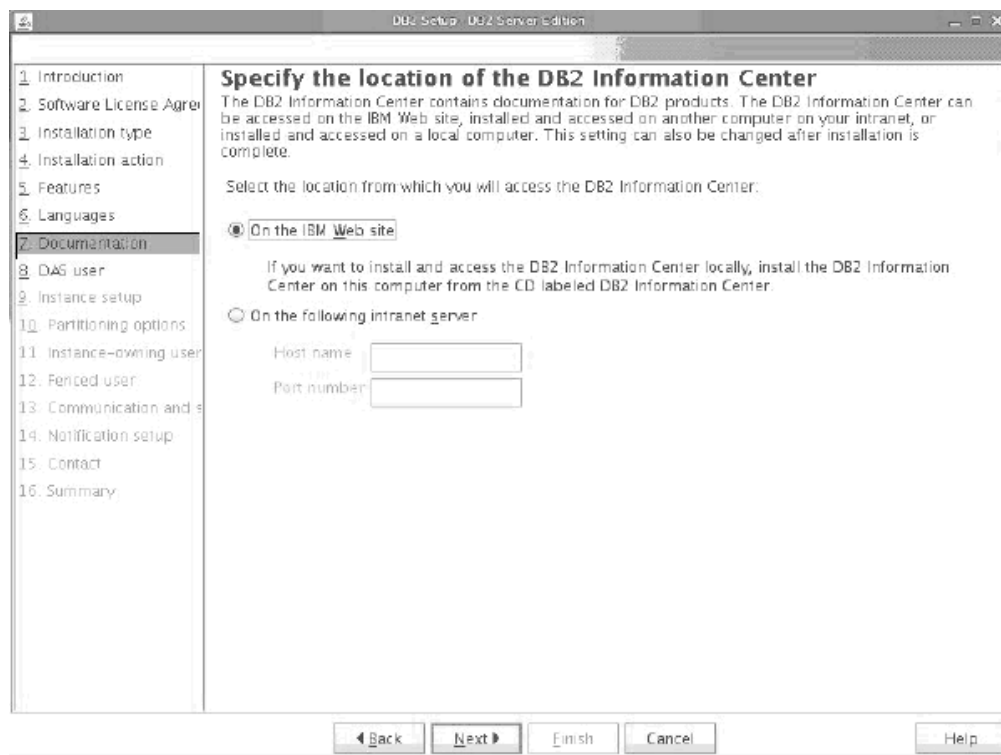 DB2 Setup - DB2 Server Edition
1. Introduction
2. Software License Agre
3. Installation type
4. Installation action
5. Features
6. Languages
7. Documentation
8. DAS user
9. Instance setup
10. Partitioning options
11. Instance-owning user
12. Fenced user
13. Communication and s
14. Notification setup
15. Contact
16. Summary
Specify the location of the DB2 Information Center
The DB2 Information Center contains documentation for DB2 products. The DB2 Information Center can
be accessed on the IBM Web site, installed and accessed on another computer on your intranet, or
installed and accessed on a local computer. This setting can also be changed after installation is
complete.
Select the location from which you will access the DB2 Information Center:
On the IBM Web site
If you want to install and access the DB2 Information Center locally, install the DB2 Information
Center on this computer from the CD labeled DB2 Information Center.
On the following intranet server
Host name
Port number
Back
Next
Finish
Cancel
Help